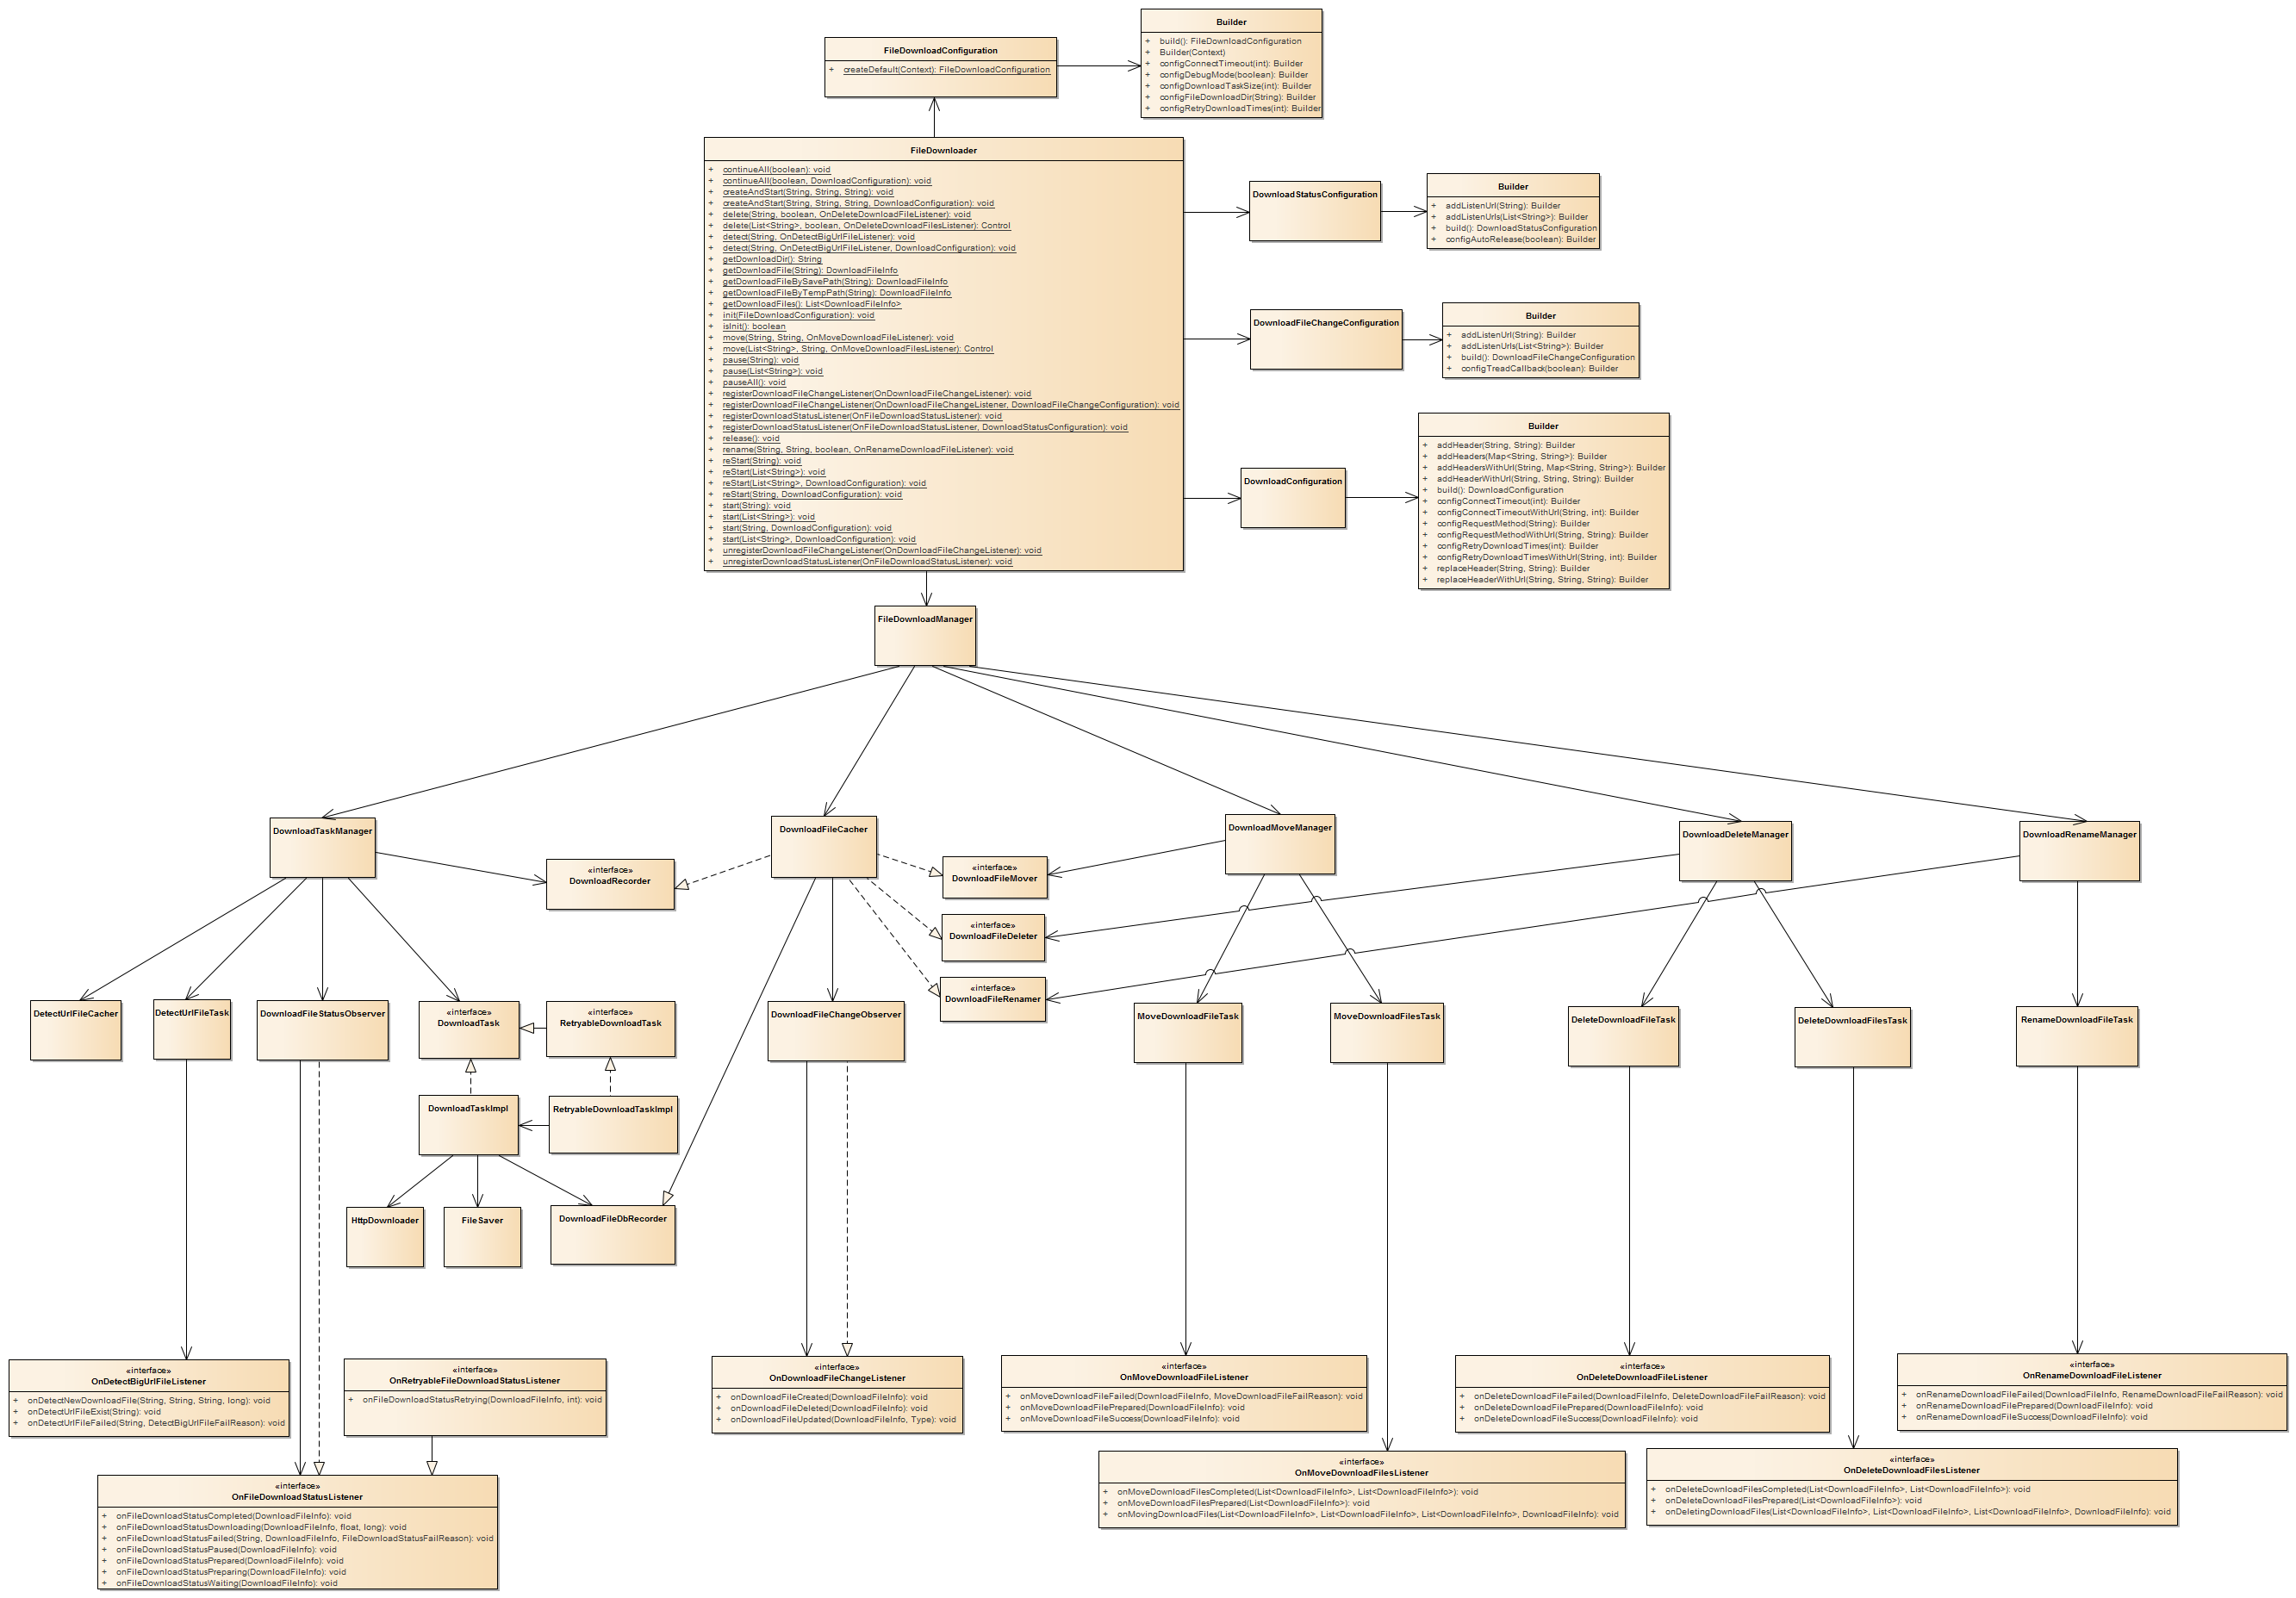 Builder
+ build(): FileDownloadConfiguration
+ Builder(Context)
+ configConnectTimeout(int): Builder
+ configDebugMode(boolean): Builder
+ configDownloadTaskSize(int): Builder
+ configFileDownloadDir(String): Builder
+ configRetryDownloadTimes(int): Builder
FileDownloadConfiguration
+ createDefault(Context): FileDownloadConfiguration
FileDownloader
+ continueAll(boolean): void
+ continueAll(boolean, DownloadConfiguration): void
+ createAndStart(String, String, String): void
+ createAndStart(String, String, String, DownloadConfiguration): void
+ delete(String, boolean, OnDeleteDownloadFileListener): void
+ delete(List<String>, boolean, OnDeleteDownloadFilesListener): Control
+ detect(String, OnDetectBigUrlFileListener): void
+ detect(String, OnDetectBigUrlFileListener, DownloadConfiguration): void
+ getDownloadDir(): String
+ getDownloadFile(String): DownloadFileInfo
+ getDownloadFileBySavePath(String): DownloadFileInfo
+ getDownloadFileByTempPath(String): DownloadFileInfo
+ getDownloadFiles(): List<DownloadFileInfo>
+ init(FileDownloadConfiguration): void
+ isInit(): boolean
+ move(String, String, OnMoveDownloadFileListener): void
+ move(List<String>, String, OnMoveDownloadFilesListener): Control
+ pause(String): void
+ pause(List<String>): void
+ pauseAll(): void
+ registerDownloadFileChangeListener(OnDownloadFileChangeListener): void
+ registerDownloadFileChangeListener(OnDownloadFileChangeListener, DownloadFileChangeConfiguration): void
+ registerDownloadStatusListener(OnFileDownloadStatusListener): void
+ registerDownloadStatusListener(OnFileDownloadStatusListener, DownloadStatusConfiguration): void
+ release(): void
+ rename(String, String, boolean, OnRenameDownloadFileListener): void
+ reStart(String): void
+ reStart(List<String>): void
+ reStart(List<String>, DownloadConfiguration): void
+ reStart(String, DownloadConfiguration): void
+ start(String): void
+ start(List<String>): void
+ start(String, DownloadConfiguration): void
+ start(List<String>, DownloadConfiguration): void
+ unregisterDownloadFileChangeListener(OnDownloadFileChangeListener): void
+ unregisterDownloadStatusListener(OnFileDownloadStatusListener): void
DownloadStatusConfiguration
Builder
+ addListenUrl(String): Builder
+ addListenUrls(List<String>): Builder
+ build(): DownloadStatusConfiguration
+ configAutoRelease(boolean): Builder
DownloadFileChangeConfiguration
Builder
+ addListenUrl(String): Builder
+ addListenUrls(List<String>): Builder
+ build(): DownloadFileChangeConfiguration
+ configTreadCallback(boolean): Builder
DownloadConfiguration
Builder
+ addHeader(String, String): Builder
+ addHeaders(Map<String, String>): Builder
+ addHeadersWithUrl(String, Map<String, String>): Builder
+ addHeaderWithUrl(String, String, String): Builder
+ build(): DownloadConfiguration
+ configConnectTimeout(int): Builder
+ configConnectTimeoutWithUrl(String, int): Builder
+ configRequestMethod(String): Builder
+ configRequestMethodWithUrl(String, String): Builder
+ configRetryDownloadTimes(int): Builder
+ configRetryDownloadTimesWithUrl(String, int): Builder
+ replaceHeader(String, String): Builder
+ replaceHeaderWithUrl(String, String, String): Builder
FileDownloadManager
DownloadTaskManager
DownloadFileCacher
DownloadMoveManager
DownloadDeleteManager
DownloadRenameManager
«interface»
DownloadRecorder
«interface»
DownloadFileMover
«interface»
DownloadFileDeleter
«interface»
DownloadFileRenamer
DetectUrlFileCacher
DetectUrlFileTask
DownloadFileStatusObserver
«interface»
DownloadTask
«interface»
RetryableDownloadTask
DownloadFileChangeObserver
MoveDownloadFileTask
MoveDownloadFilesTask
DeleteDownloadFileTask
DeleteDownloadFilesTask
RenameDownloadFileTask
DownloadTaskImpl
RetryableDownloadTaskImpl
HttpDownloader
FileSaver
DownloadFileDbRecorder
«interface»
OnDetectBigUrlFileListener
+ onDetectNewDownloadFile(String, String, String, long): void
+ onDetectUrlFileExist(String): void
+ onDetectUrlFileFailed(String, DetectBigUrlFileFailReason): void
«interface»
OnRetryableFileDownloadStatusListener
+ onFileDownloadStatusRetrying(DownloadFileInfo, int): void
«interface»
OnDownloadFileChangeListener
+ onDownloadFileCreated(DownloadFileInfo): void
+ onDownloadFileDeleted(DownloadFileInfo): void
+ onDownloadFileUpdated(DownloadFileInfo, Type): void
«interface»
OnMoveDownloadFileListener
+ onMoveDownloadFileFailed(DownloadFileInfo, MoveDownloadFileFailReason): void
+ onMoveDownloadFilePrepared(DownloadFileInfo): void
+ onMoveDownloadFileSuccess(DownloadFileInfo): void
«interface»
OnDeleteDownloadFileListener
+ onDeleteDownloadFileFailed(DownloadFileInfo, DeleteDownloadFileFailReason): void
+ onDeleteDownloadFilePrepared(DownloadFileInfo): void
+ onDeleteDownloadFileSuccess(DownloadFileInfo): void
«interface»
OnRenameDownloadFileListener
+ onRenameDownloadFileFailed(DownloadFileInfo, RenameDownloadFileFailReason): void
+ onRenameDownloadFilePrepared(DownloadFileInfo): void
+ onRenameDownloadFileSuccess(DownloadFileInfo): void
«interface»
OnMoveDownloadFilesListener
+ onMoveDownloadFilesCompleted(List<DownloadFileInfo>, List<DownloadFileInfo>): void
+ onMoveDownloadFilesPrepared(List<DownloadFileInfo>): void
+ onMovingDownloadFiles(List<DownloadFileInfo>, List<DownloadFileInfo>, List<DownloadFileInfo>, DownloadFileInfo): void
«interface»
OnDeleteDownloadFilesListener
+ onDeleteDownloadFilesCompleted(List<DownloadFileInfo>, List<DownloadFileInfo>): void
+ onDeleteDownloadFilesPrepared(List<DownloadFileInfo>): void
+ onDeletingDownloadFiles(List<DownloadFileInfo>, List<DownloadFileInfo>, List<DownloadFileInfo>, DownloadFileInfo): void
«interface»
OnFileDownloadStatusListener
+ onFileDownloadStatusCompleted(DownloadFileInfo): void
+ onFileDownloadStatusDownloading(DownloadFileInfo, float, long): void
+ onFileDownloadStatusFailed(String, DownloadFileInfo, FileDownloadStatusFailReason): void
+ onFileDownloadStatusPaused(DownloadFileInfo): void
+ onFileDownloadStatusPrepared(DownloadFileInfo): void
+ onFileDownloadStatusPreparing(DownloadFileInfo): void
+ onFileDownloadStatusWaiting(DownloadFileInfo): void